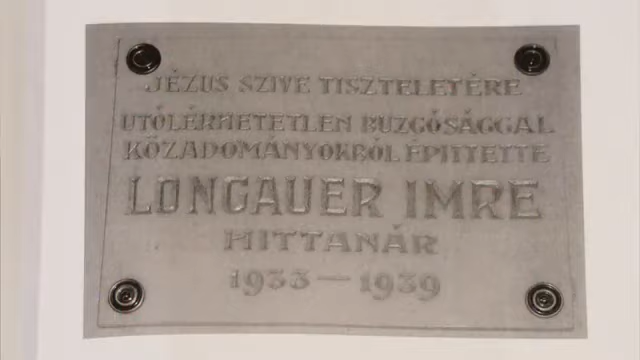 JÉZUS SZIVE TISZTELETÉRE
UTÓLÉRHETETLEN BUZGÓSÁGGAL
KÖZADOMÁNYOKBÓL ÉPITTETTE
LONGAUER IMRE
HITTANÁR
1933 — 1939